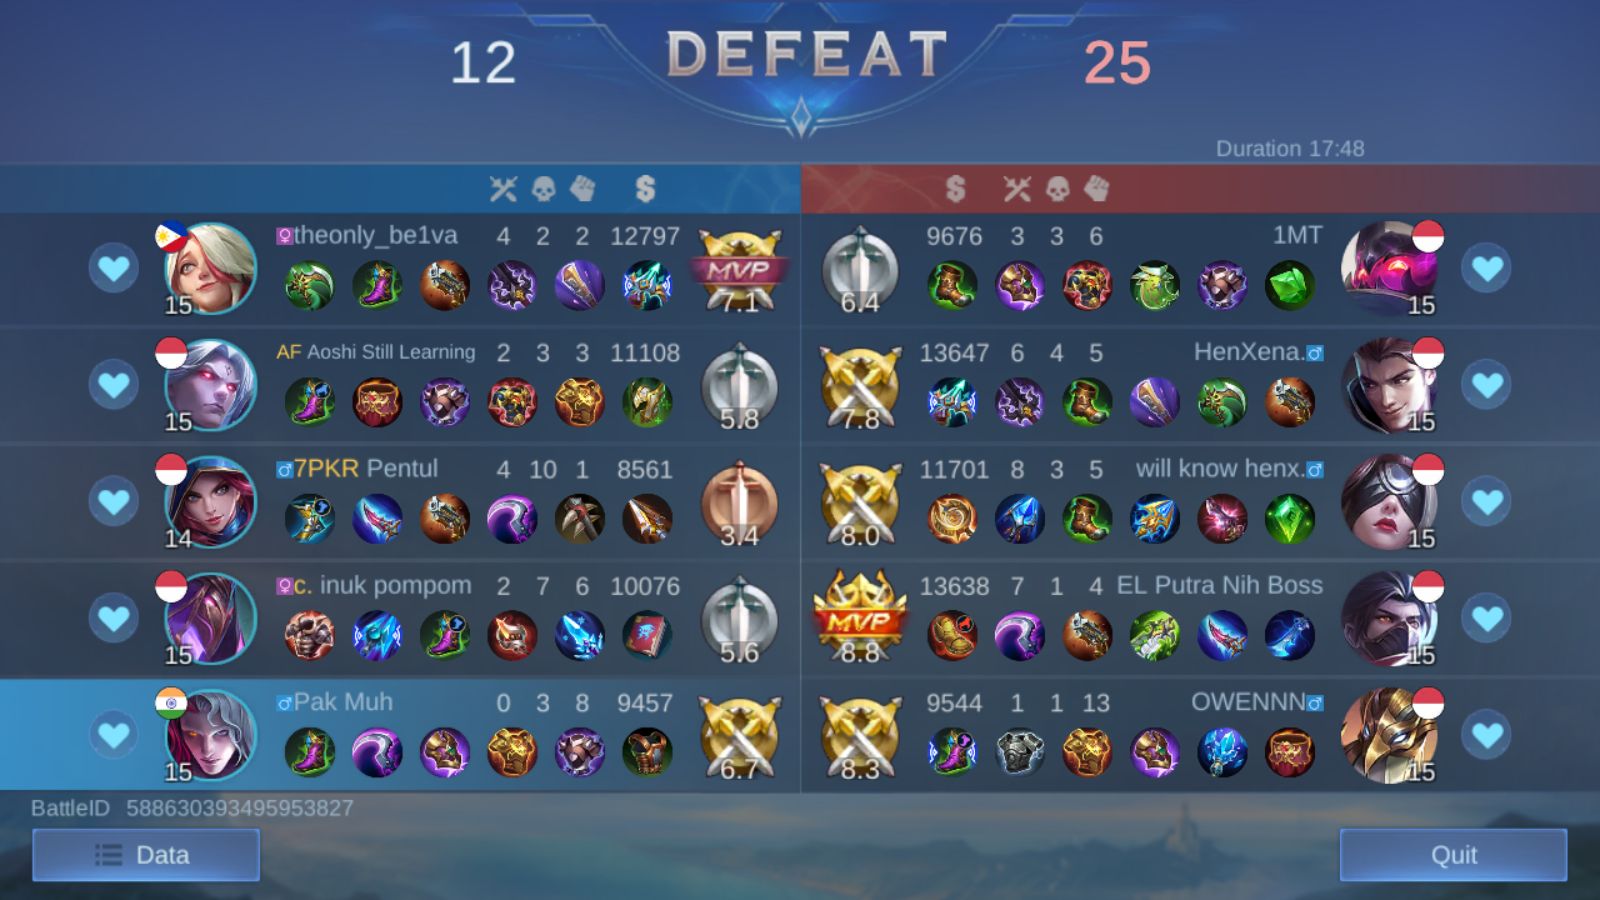 12 DEFEAT 25
Duration 17:48
theonly_be1va 4 2 2 12797 MVP 7.1 15
6.4 9676 3 3 6 1MT 15
AF Aoshi Still Learning 2 3 3 11108 5.8 15
7.8 13647 6 4 5 HenXena. 15
7PKR Pentul 4 10 1 8561 3.4 14
8.0 11701 8 3 5 will know henx. 15
c. inuk pompom 2 7 6 10076 5.6 15
MVP 8.8 13638 7 1 4 EL Putra Nih Boss 15
Pak Muh 0 3 8 9457 6.7 15
8.3 9544 1 1 13 OWENNN 15
BattleID 588630393495953827
Data
Quit